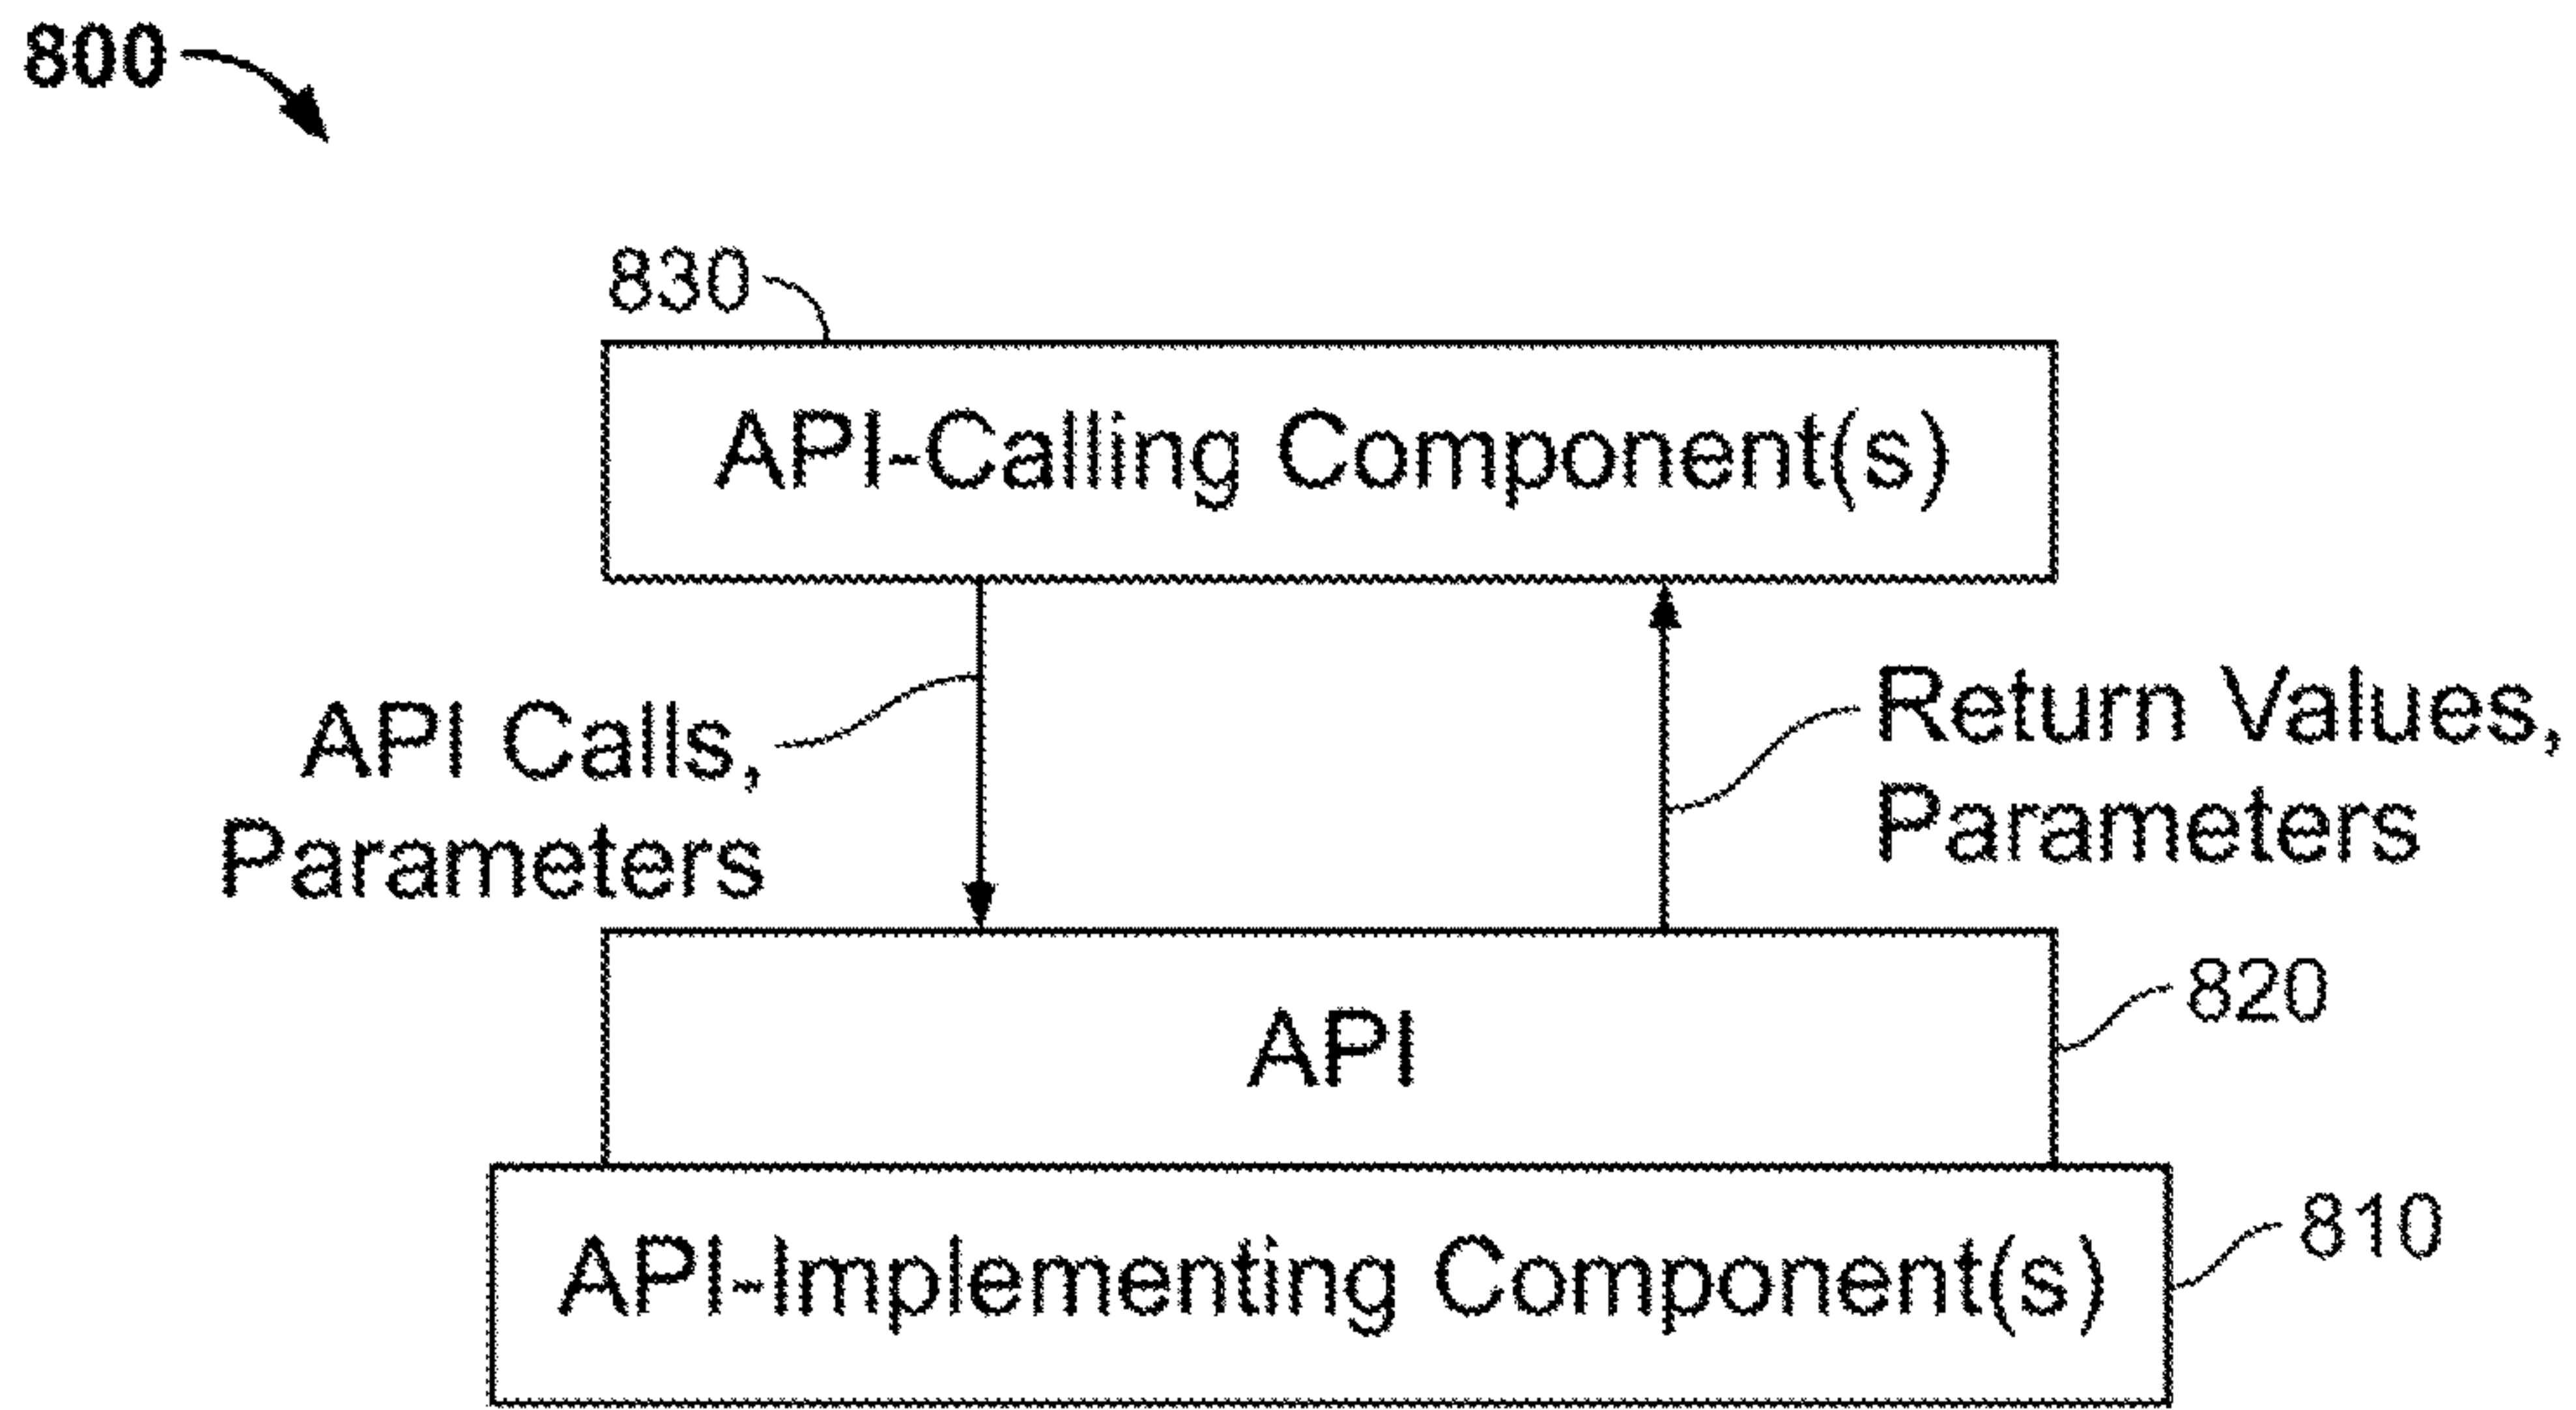 800
830
API-Calling Component(s)
API Calls,
Parameters
Return Values,
Parameters
API
820
API-Implementing Component(s)
810